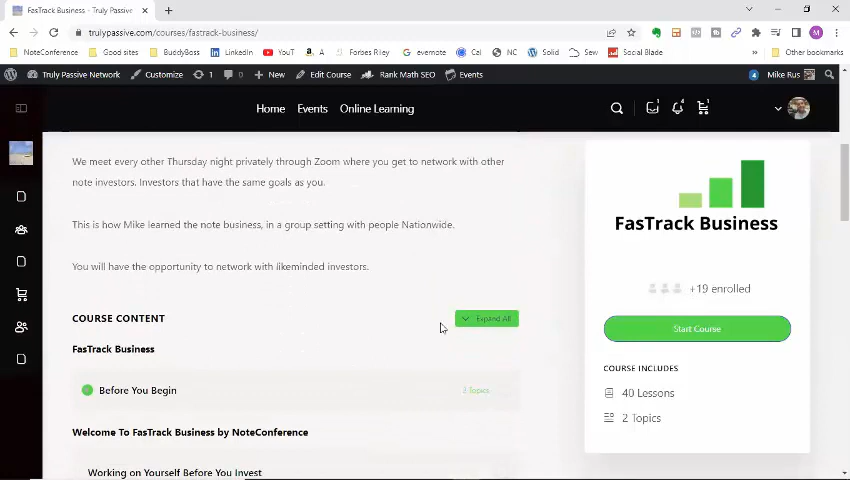 FasTrack Business - Truly Passive
trulypassive.com/courses/fastrack-business/
NoteConference
Good sites
BuddyBoss
LinkedIn
YouT
A
Forbes Riley
evernote
Cal
NC
Solid
Sew
Social Blade
Other bookmarks
Truly Passive Network
Customize
1
0
New
Edit Course
Rank Math SEO
Events
4
Mike Rus
Home
Events
Online Learning
We meet every other Thursday night privately through Zoom where you get to network with other
note investors. Investors that have the same goals as you.
This is how Mike learned the note business, in a group setting with people Nationwide.
You will have the opportunity to network with likeminded investors.
COURSE CONTENT
Expand All
FasTrack Business
Before You Begin
3 Topics
Welcome To FasTrack Business by NoteConference
Working on Yourself Before You Invest
FasTrack Business
+19 enrolled
Start Course
COURSE INCLUDES
40 Lessons
2 Topics